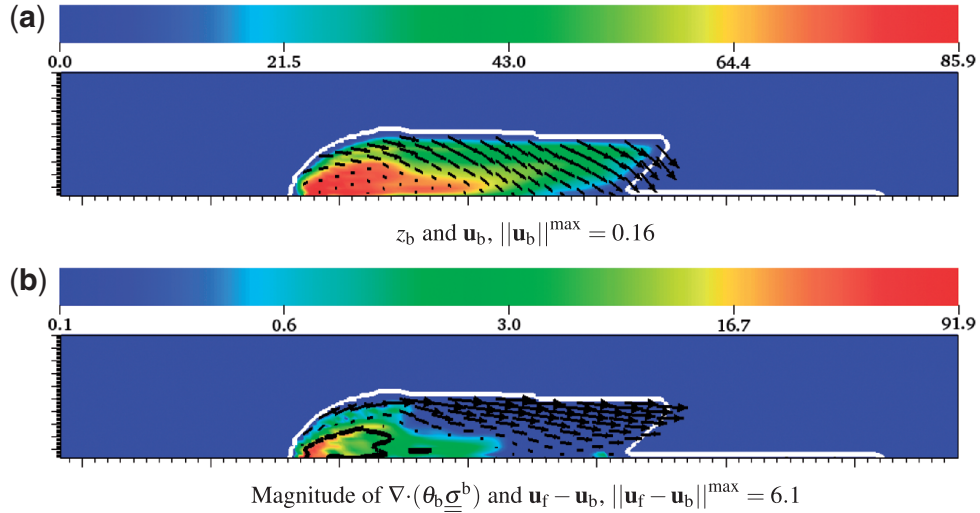 (a)
0.0 21.5 43.0 64.4 85.9
z_b and u_b, ||u_b||^max = 0.16
(b)
0.1 0.6 3.0 16.7 91.9
Magnitude of ∇·(θ_b σ^b) and u_f − u_b, ||u_f − u_b||^max = 6.1